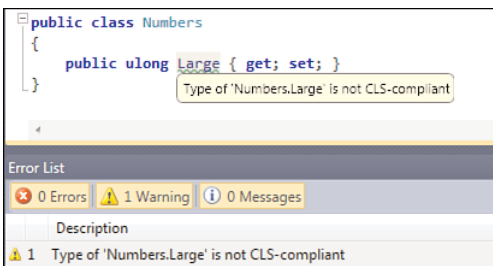 public class Numbers
{
public ulong Large { get; set; }
}
Type of 'Numbers.Large' is not CLS-compliant
Error List
0 Errors 1 Warning 0 Messages
Description
1 Type of 'Numbers.Large' is not CLS-compliant